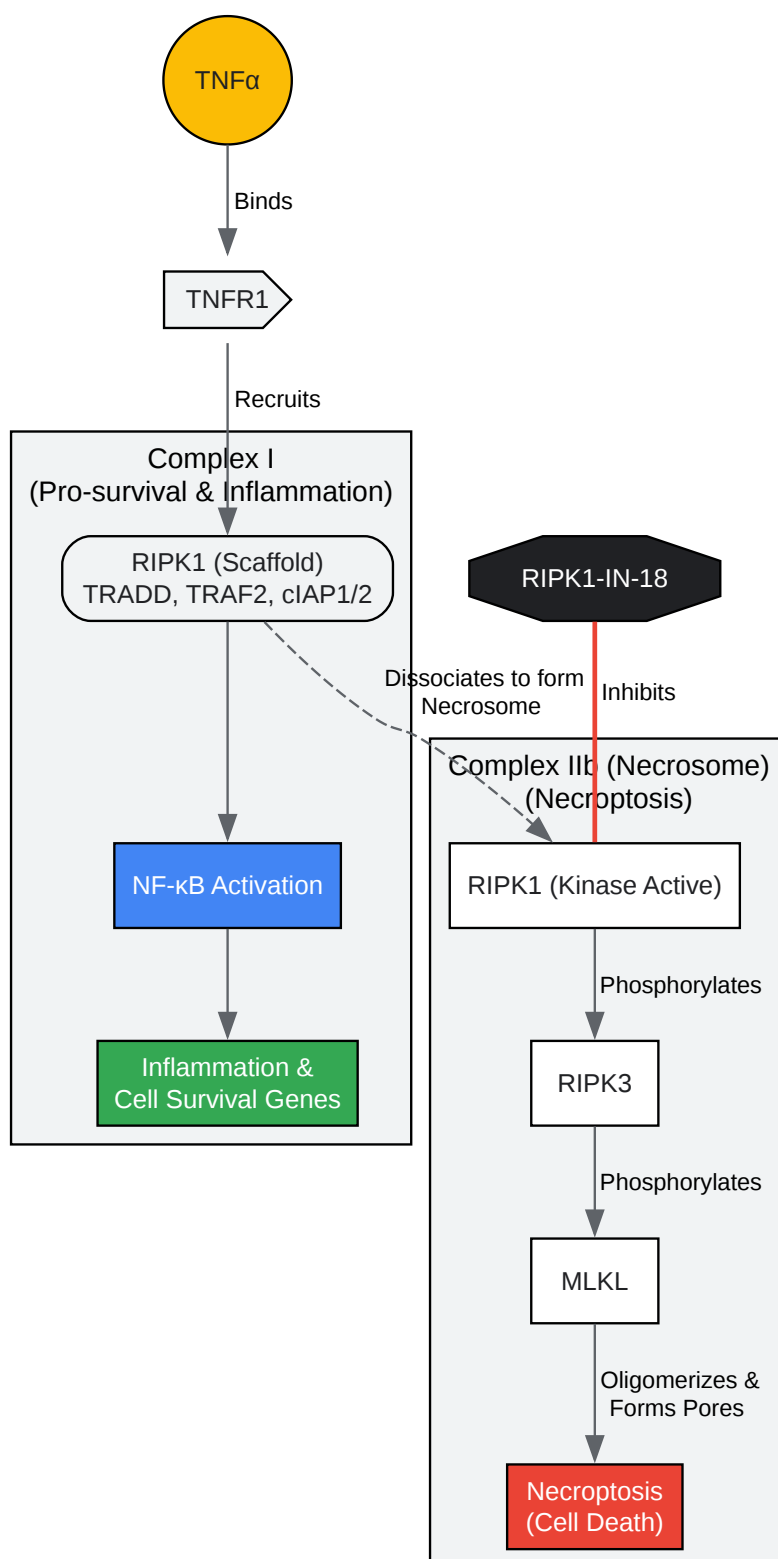 TNFα
Binds
TNFR1
Recruits
Complex I
(Pro-survival & Inflammation)
RIPK1 (Scaffold)
TRADD, TRAF2, cIAP1/2
RIPK1-IN-18
Dissociates to form
Necrosome
Inhibits
Complex IIb (Necrosome)
(Necroptosis)
NF-κB Activation
RIPK1 (Kinase Active)
Phosphorylates
Inflammation &
Cell Survival Genes
RIPK3
Phosphorylates
MLKL
Oligomerizes &
Forms Pores
Necroptosis
(Cell Death)